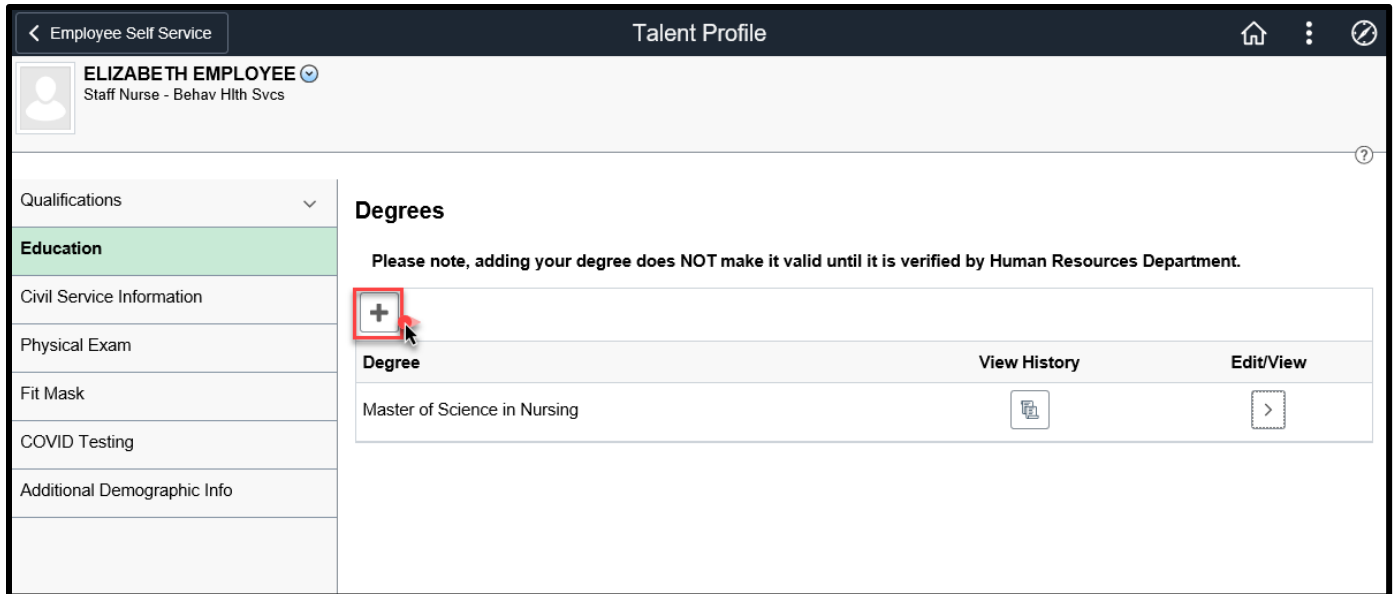 Employee Self Service
Talent Profile
ELIZABETH EMPLOYEE
Staff Nurse - Behav Hlth Svcs
?
Qualifications
Education
Civil Service Information
Physical Exam
Fit Mask
COVID Testing
Additional Demographic Info
Degrees
Please note, adding your degree does NOT make it valid until it is verified by Human Resources Department.
+
Degree View History Edit/View
Master of Science in Nursing